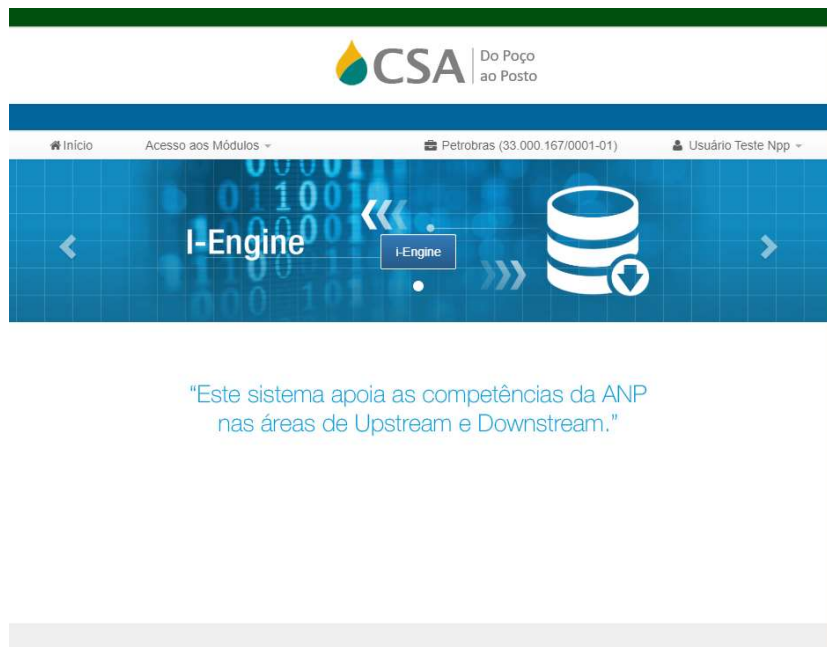 CSA
Do Poço
ao Posto
Início
Acesso aos Módulos
Petrobras (33.000.167/0001-01)
Usuário Teste Npp
I-Engine
i-Engine
“Este sistema apoia as competências da ANP
nas áreas de Upstream e Downstream.”